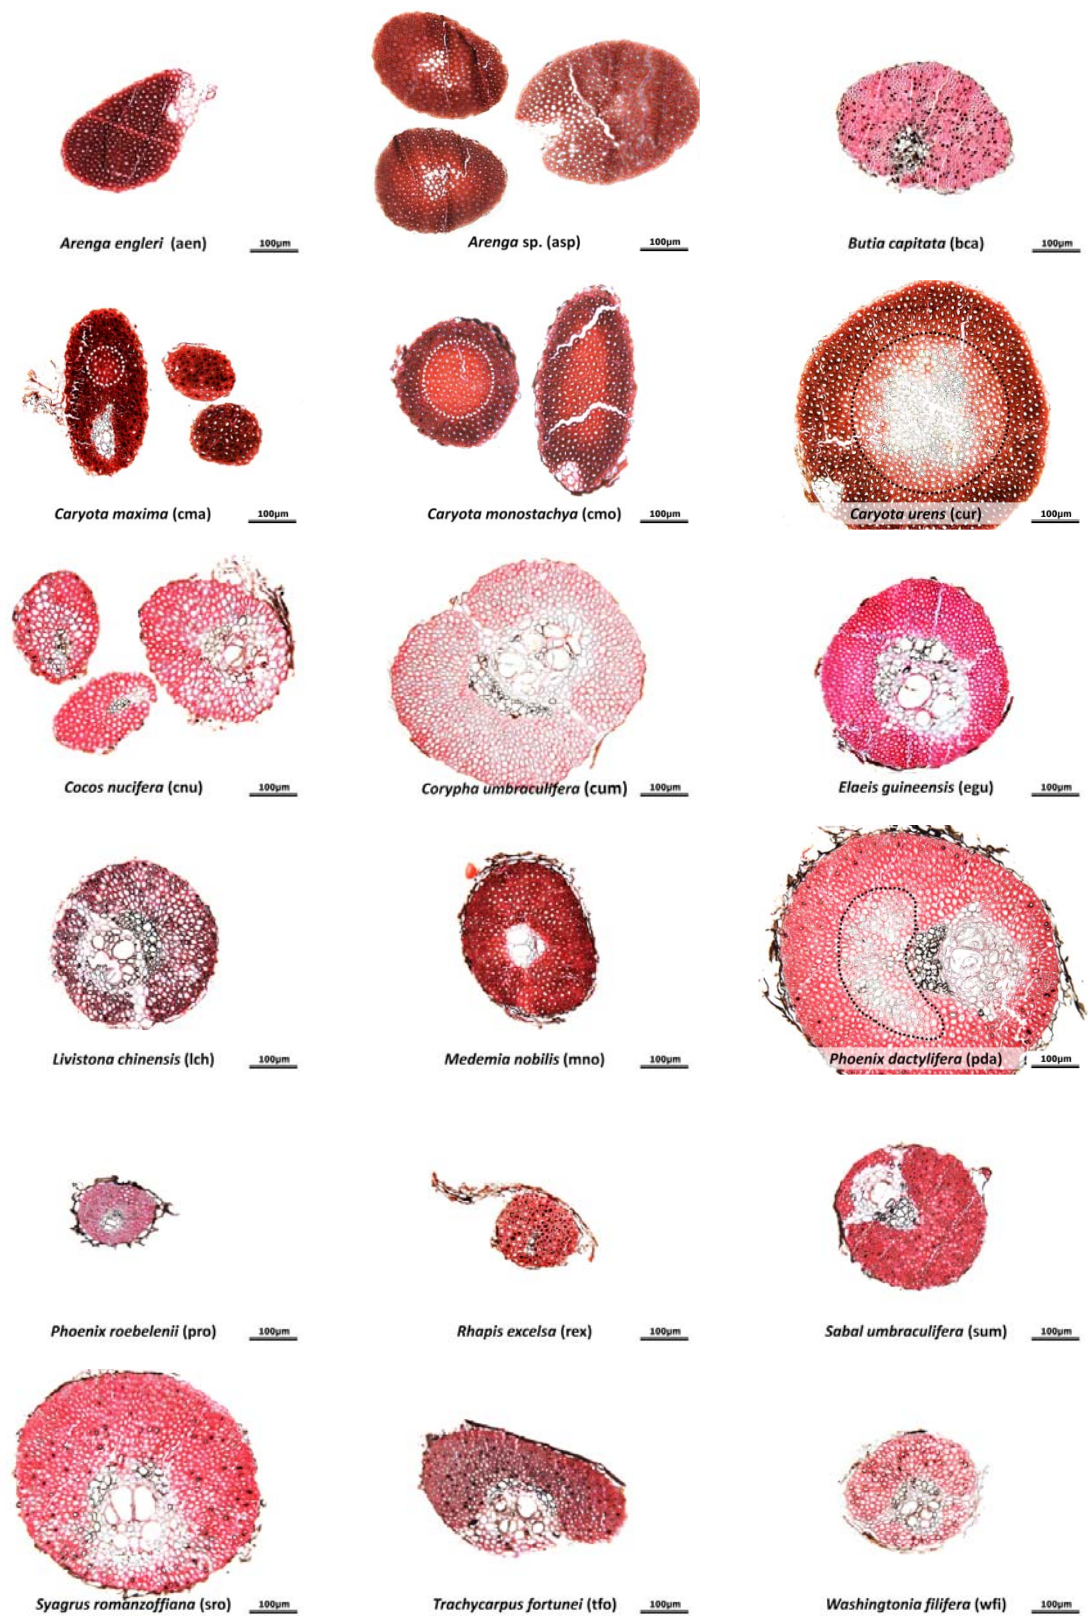 Arenga engleri (aen) 100µm
Arenga sp. (asp) 100µm
Butia capitata (bca) 100µm
Caryota maxima (cma) 100µm
Caryota monostachya (cmo) 100µm
Caryota urens (cur) 100µm
Cocos nucifera (cnu) 100µm
Corypha umbraculifera (cum) 100µm
Elaeis guineensis (egu) 100µm
Livistona chinensis (lch) 100µm
Medemia nobilis (mno) 100µm
Phoenix dactylifera (pda) 100µm
Phoenix roebelenii (pro) 100µm
Rhapis excelsa (rex) 100µm
Sabal umbraculifera (sum) 100µm
Syagrus romanzoffiana (sro) 100µm
Trachycarpus fortunei (tfo) 100µm
Washingtonia filifera (wfi) 100µm